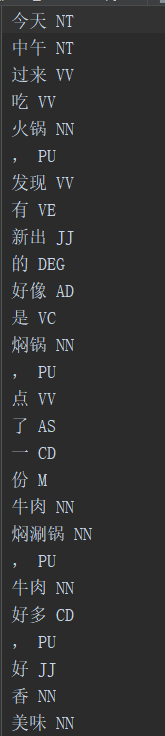 今天 NT
中午 NT
过来 VV
吃 VV
火锅 NN
， PU
发现 VV
有 VE
新出 JJ
的 DEG
好像 AD
是 VC
焖锅 NN
， PU
点 VV
了 AS
一 CD
份 M
牛肉 NN
焖涮锅 NN
， PU
牛肉 NN
好多 CD
， PU
好 JJ
香 NN
美味 NN